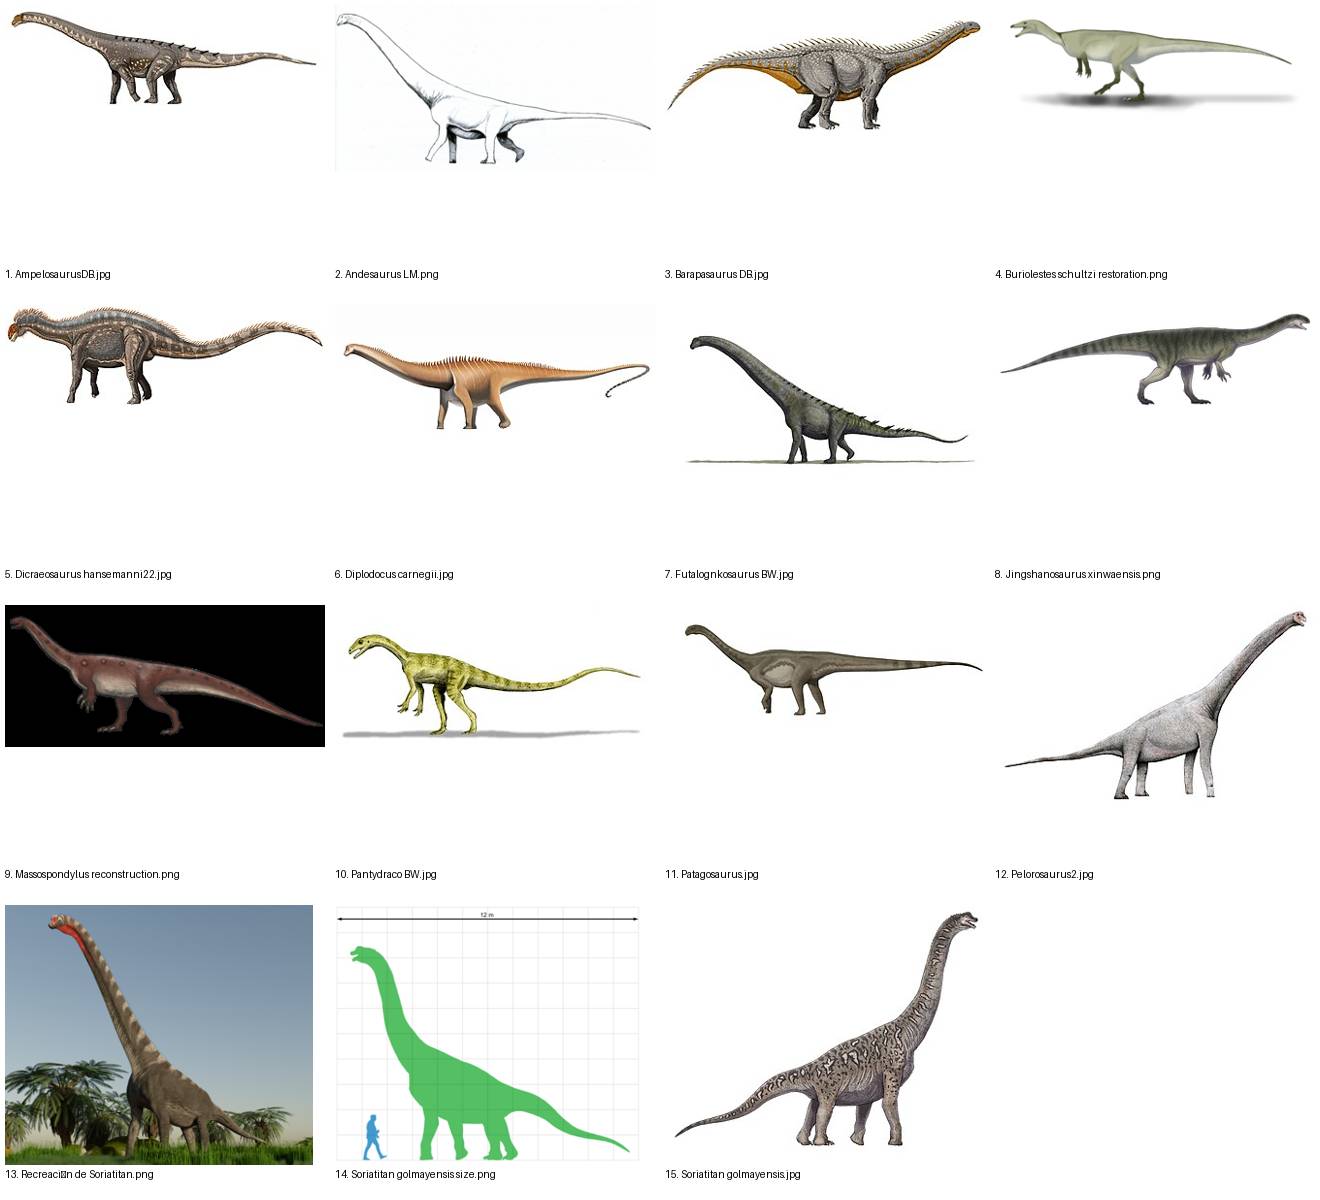 1. AmpelosaurusDB.jpg
2. Andesaurus LM.png
3. Barapasaurus DB.jpg
4. Buriolestes schultzi restoration.png
5. Dicraeosaurus hansemanni22.jpg
6. Diplodocus carnegii.jpg
7. Futalognkosaurus BW.jpg
8. Jingshanosaurus xinwaensis.png
9. Massospondylus reconstruction.png
10. Pantydraco BW.jpg
11. Patagosaurus.jpg
12. Pelorosaurus2.jpg
12 m
13. Recreaci▯n de Soriatitan.png
14. Soriatitan golmayensis size.png
15. Soriatitan golmayensis.jpg